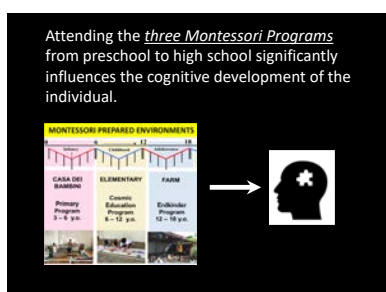 Attending the three Montessori Programs
from preschool to high school significantly
influences the cognitive development of the
individual.
MONTESSORI PREPARED ENVIRONMENTS
6 12 18
Infancy Childhood Adolescence
CASA DEI
BAMBINI
Primary
Program
3 – 6 y.o.
ELEMENTARY
Cosmic
Education
Program
6 – 12 y.o.
FARM
Erdkinder
Program
12 – 18 y.o.